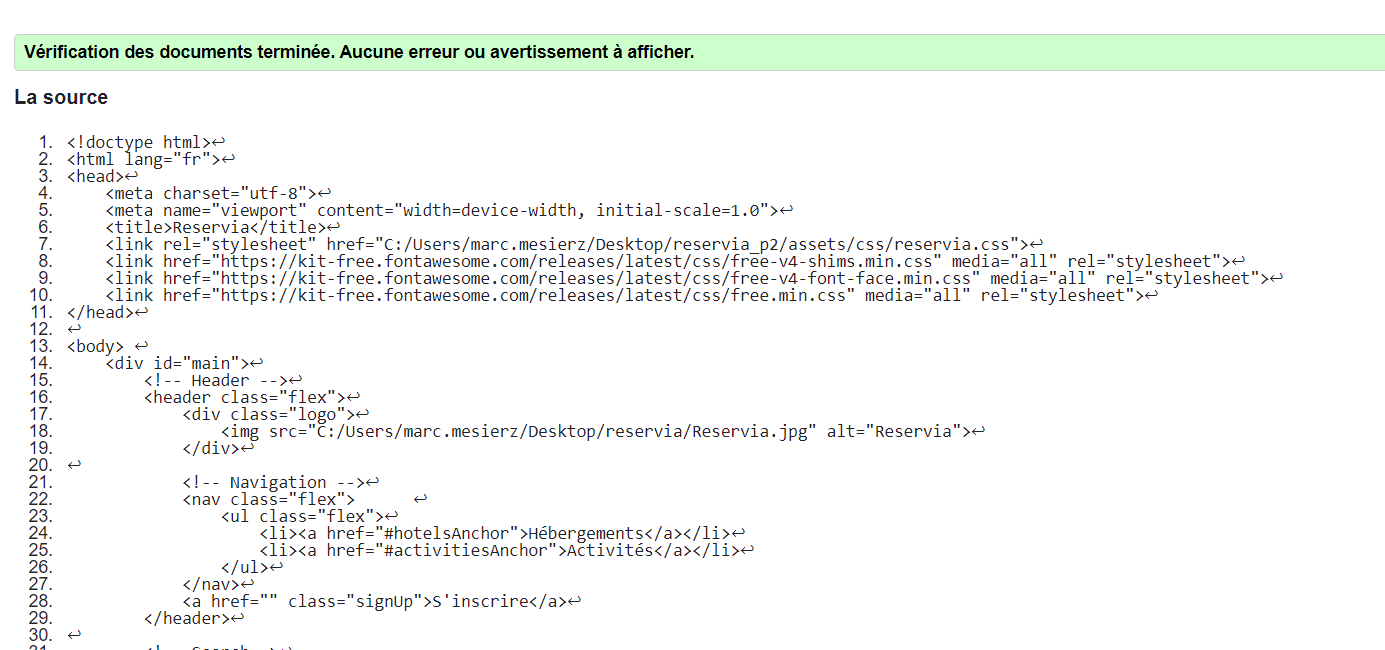 Vérification des documents terminée. Aucune erreur ou avertissement à afficher.
La source
1. <!doctype html>↩
2. <html lang="fr">↩
3. <head>↩
4.     <meta charset="utf-8">↩
5.     <meta name="viewport" content="width=device-width, initial-scale=1.0">↩
6.     <title>Reservia</title>↩
7.     <link rel="stylesheet" href="C:/Users/marc.mesierz/Desktop/reservia_p2/assets/css/reservia.css">↩
8.     <link href="https://kit-free.fontawesome.com/releases/latest/css/free-v4-shims.min.css" media="all" rel="stylesheet">↩
9.     <link href="https://kit-free.fontawesome.com/releases/latest/css/free-v4-font-face.min.css" media="all" rel="stylesheet">↩
10.     <link href="https://kit-free.fontawesome.com/releases/latest/css/free.min.css" media="all" rel="stylesheet">↩
11. </head>↩
12. ↩
13. <body> ↩
14.     <div id="main">↩
15.         <!-- Header -->↩
16.         <header class="flex">↩
17.             <div class="logo">↩
18.                 <img src="C:/Users/marc.mesierz/Desktop/reservia/Reservia.jpg" alt="Reservia">↩
19.             </div>↩
20. ↩
21.             <!-- Navigation -->↩
22.             <nav class="flex">      ↩
23.                 <ul class="flex">↩
24.                     <li><a href="#hotelsAnchor">Hébergements</a></li>↩
25.                     <li><a href="#activitiesAnchor">Activités</a></li>↩
26.                 </ul>↩
27.             </nav>↩
28.             <a href="" class="signUp">S'inscrire</a>↩
29.         </header>↩
30. ↩